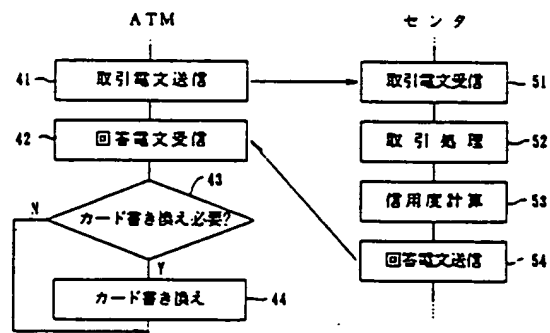 ATM
センタ
41
取引電文送信
取引電文受信
51
42
回答電文受信
取引処理
52
43
N
カード書き換え必要?
信用度計算
53
Y
回答電文送信
54
カード書き換え
44